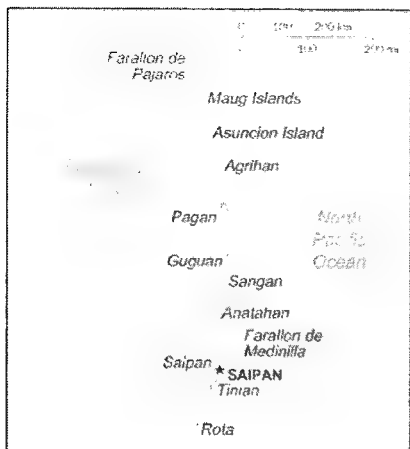 Farallon de
Pajaros
Maug Islands
Asuncion Island
Agrihan
Pagan
North
Ocean
Guguan
Sangan
Anatahan
Farallon de
Medinilla
Saipan
SAIPAN
Tinian
Rota